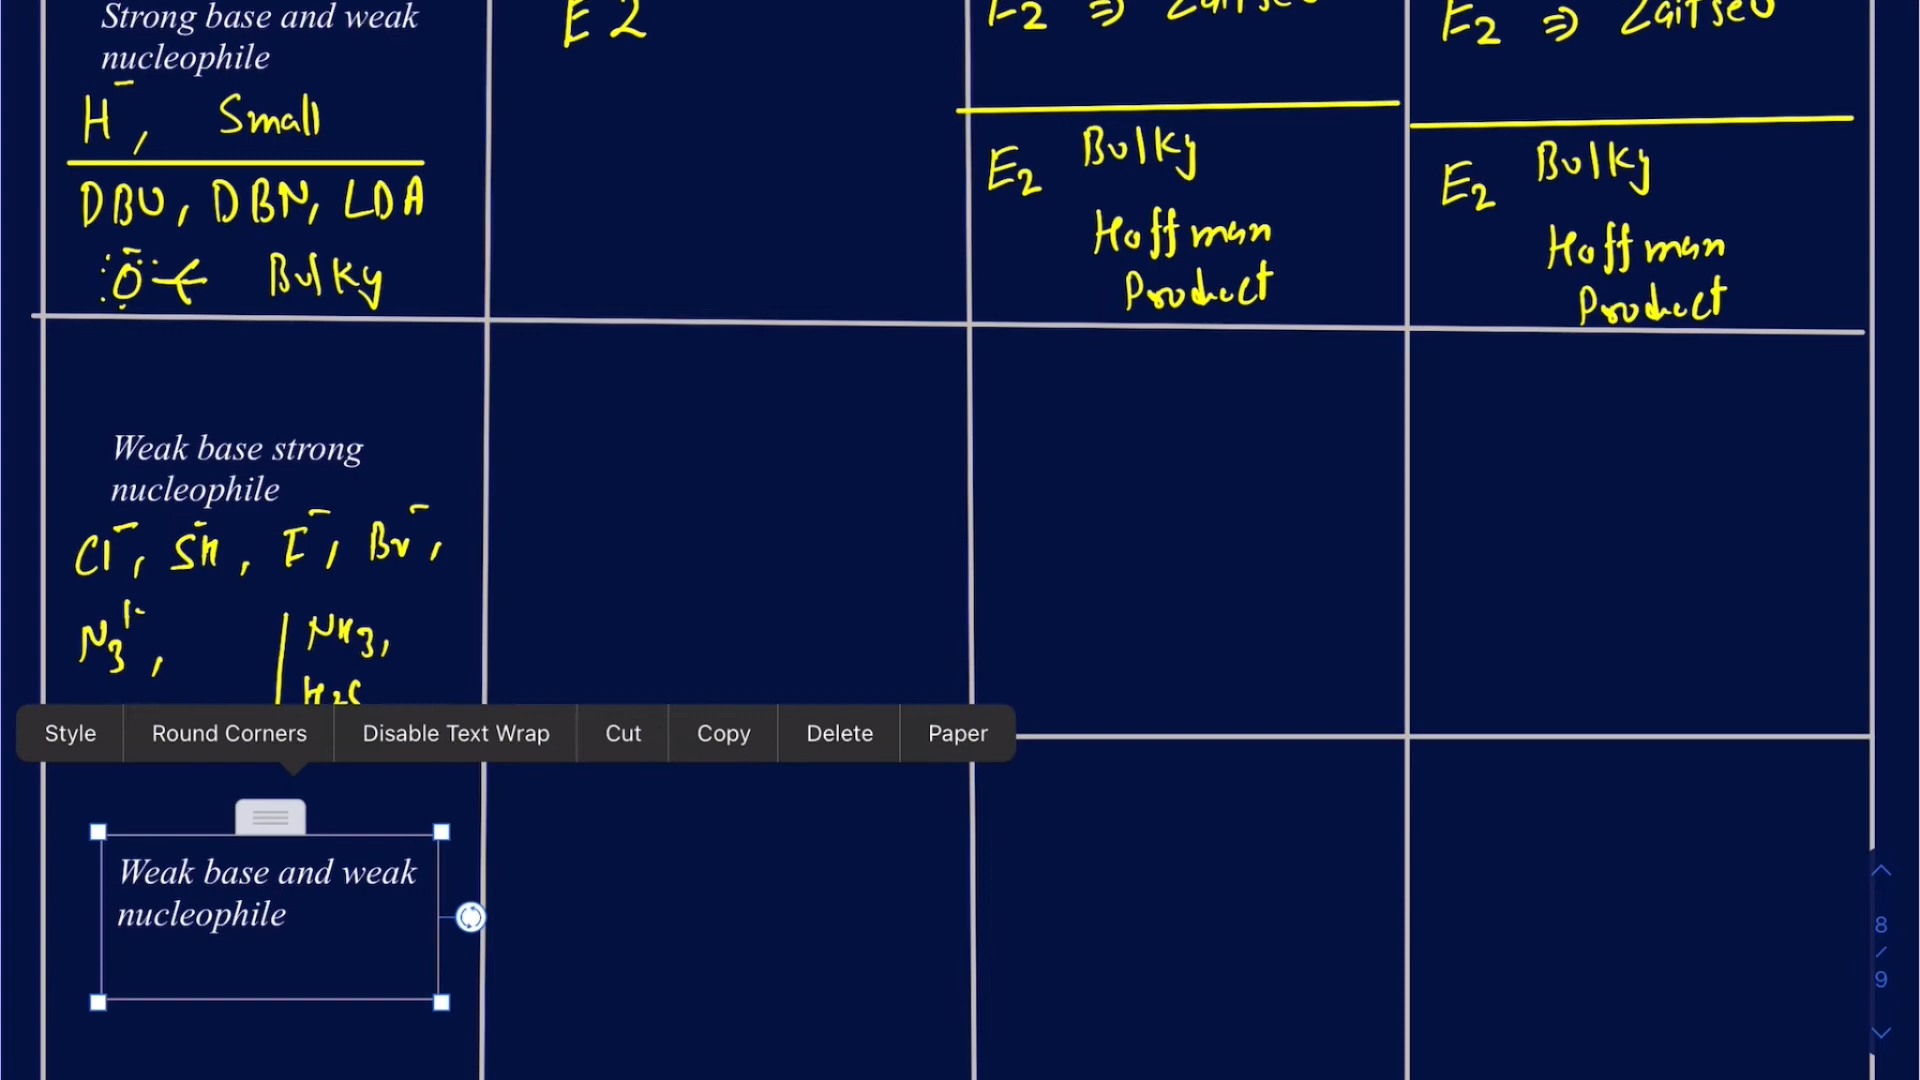 Strong base and weak
nucleophile
H⁻, Small
DBU, DBN, LDA
:Ö⁻ Bulky
E2
E2 ⇒ Zaitsev
E2 Bulky
Hoffman
Product
E2 ⇒ Zaitsev
E2 Bulky
Hoffman
Product
Weak base strong
nucleophile
Cl⁻, SH⁻, I⁻, Br⁻,
N3⁻, NH3,
Style Round Corners Disable Text Wrap Cut Copy Delete Paper
Weak base and weak
nucleophile
8
/
9